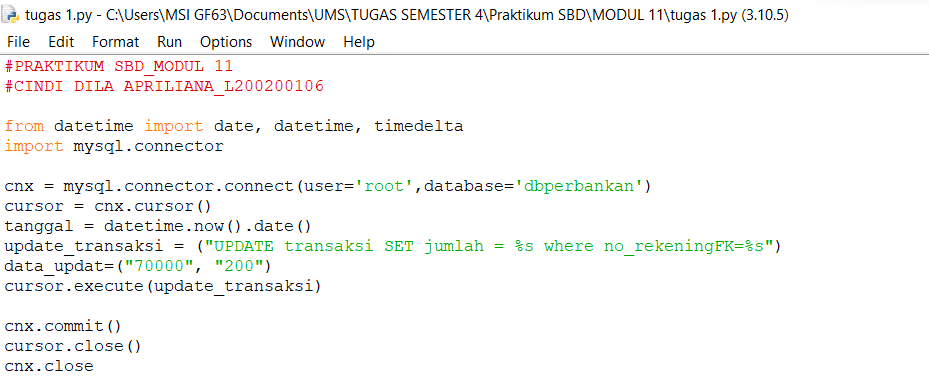 tugas 1.py - C:\Users\MSI GF63\Documents\UMS\TUGAS SEMESTER 4\Praktikum SBD\MODUL 11\tugas 1.py (3.10.5)
File Edit Format Run Options Window Help
#PRAKTIKUM SBD_MODUL 11
#CINDI DILA APRILIANA_L200200106
from datetime import date, datetime, timedelta
import mysql.connector
cnx = mysql.connector.connect(user='root',database='dbperbankan')
cursor = cnx.cursor()
tanggal = datetime.now().date()
update_transaksi = ("UPDATE transaksi SET jumlah = %s where no_rekeningFK=%s")
data_updat=("70000", "200")
cursor.execute(update_transaksi)
cnx.commit()
cursor.close()
cnx.close